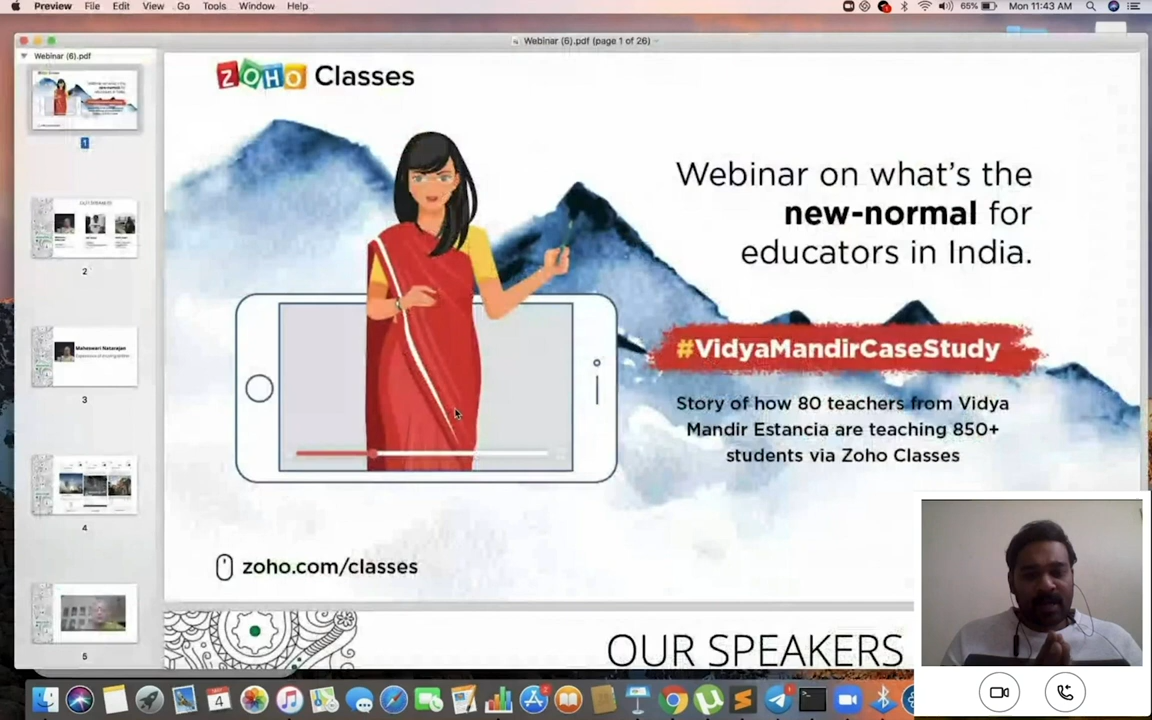 Preview File Edit View Go Tools Window Help 65% Mon 11:43 AM
Webinar (6).pdf (page 1 of 26)
Webinar (6).pdf
1
2
Maheswari Natarajan
3
4
5
ZOHO Classes
Webinar on what's the
new-normal for
educators in India.
#VidyaMandirCaseStudy
Story of how 80 teachers from Vidya
Mandir Estancia are teaching 850+
students via Zoho Classes
zoho.com/classes
OUR SPEAKERS